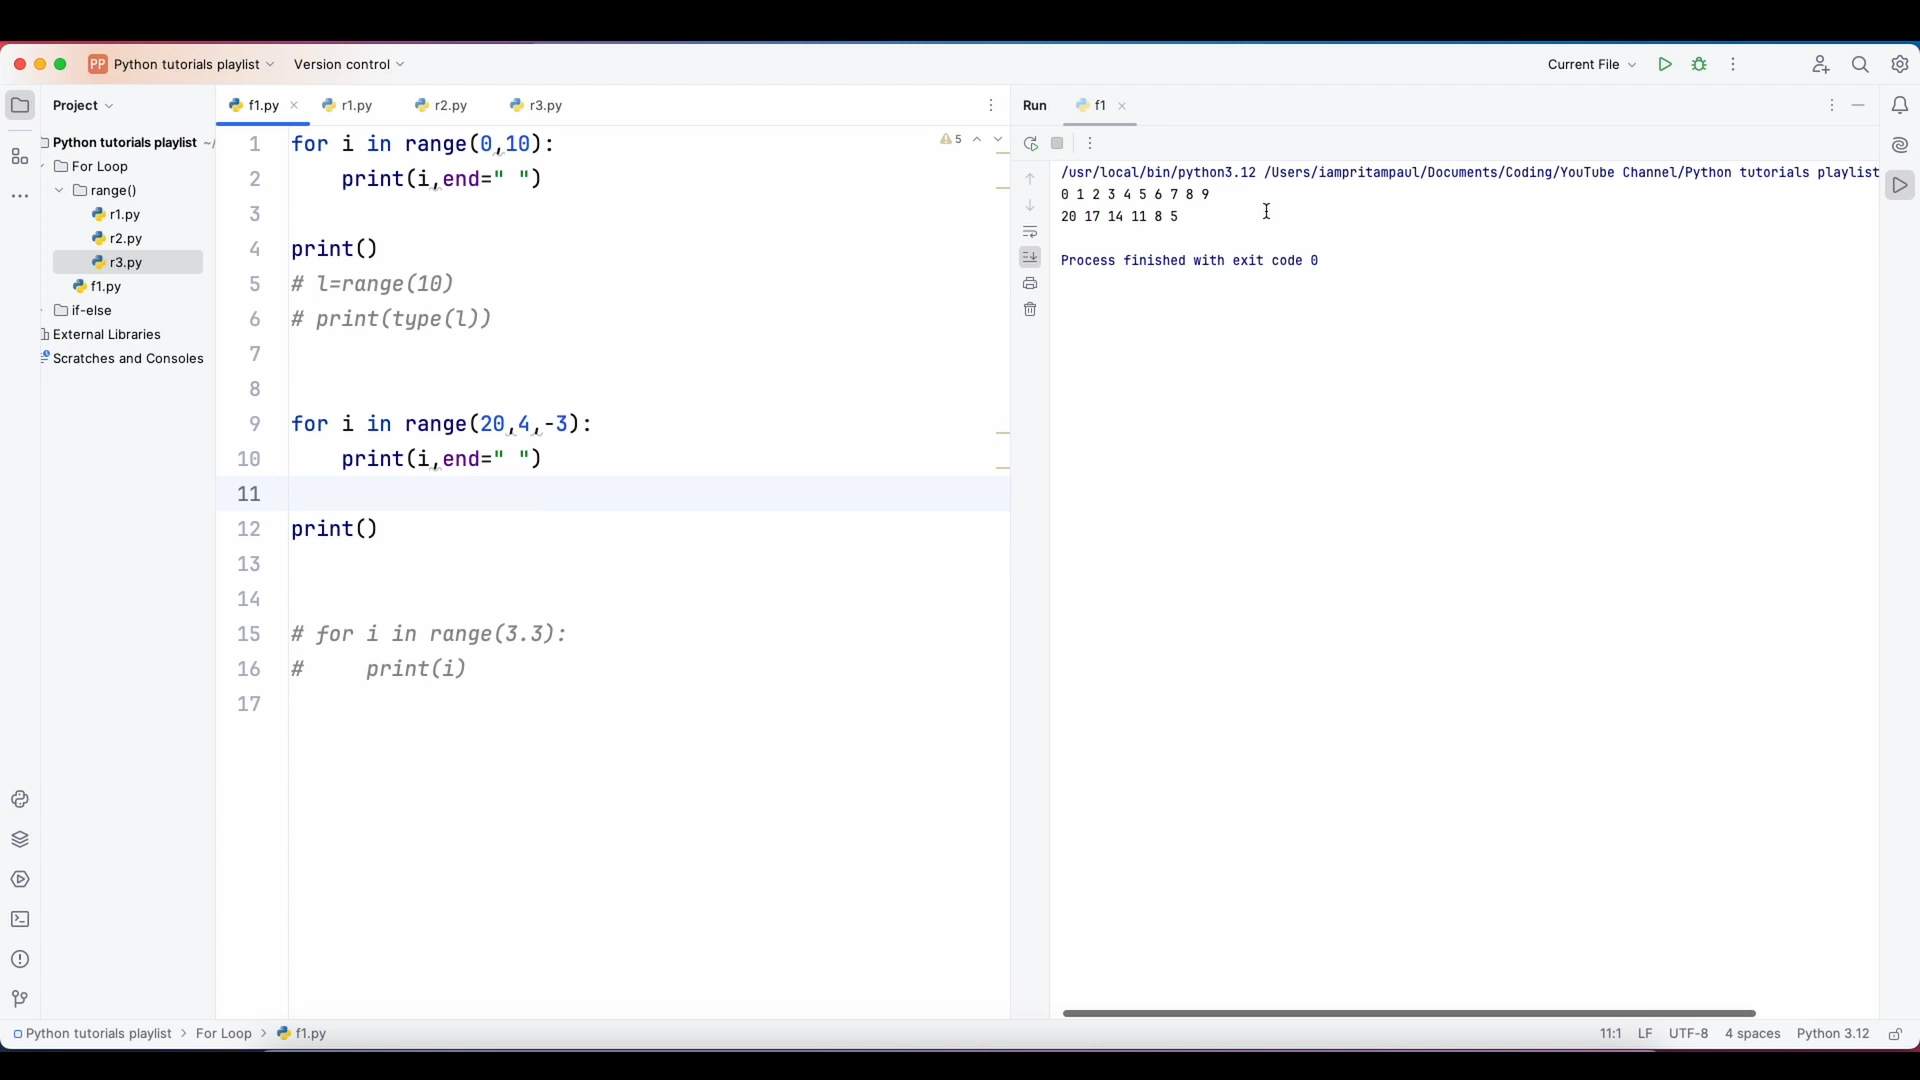 PP Python tutorials playlist Version control Current File
Project f1.py r1.py r2.py r3.py Run f1
Python tutorials playlist ~/
For Loop
range()
r1.py
r2.py
r3.py
f1.py
if-else
External Libraries
Scratches and Consoles
5
1 for i in range(0,10):
2 print(i,end=" ")
3
4 print()
5 # l=range(10)
6 # print(type(l))
7
8
9 for i in range(20,4,-3):
10 print(i,end=" ")
11
12 print()
13
14
15 # for i in range(3.3):
16 # print(i)
17
/usr/local/bin/python3.12 /Users/iampritampaul/Documents/Coding/YouTube Channel/Python tutorials playlist
0 1 2 3 4 5 6 7 8 9
20 17 14 11 8 5
Process finished with exit code 0
Python tutorials playlist > For Loop > f1.py 11:1 LF UTF-8 4 spaces Python 3.12